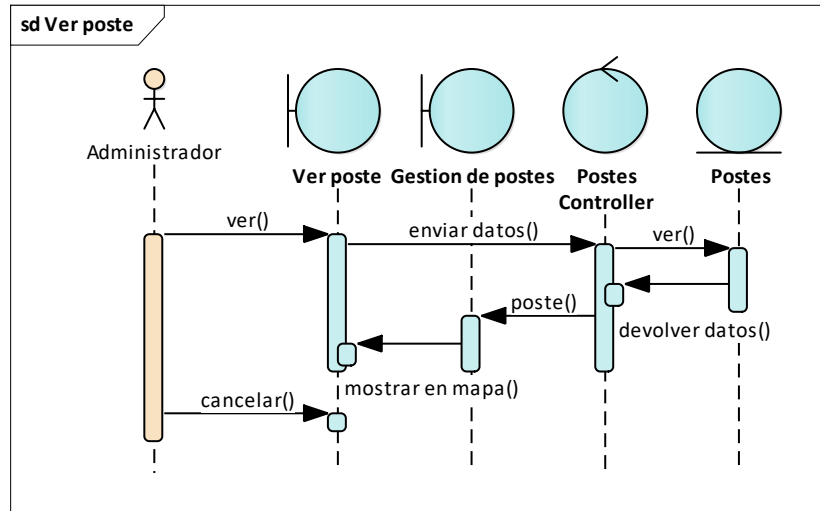 sd Ver poste
Administrador
Ver poste
Gestion de postes
Postes
Controller
Postes
ver()
enviar datos()
ver()
poste()
devolver datos()
mostrar en mapa()
cancelar()